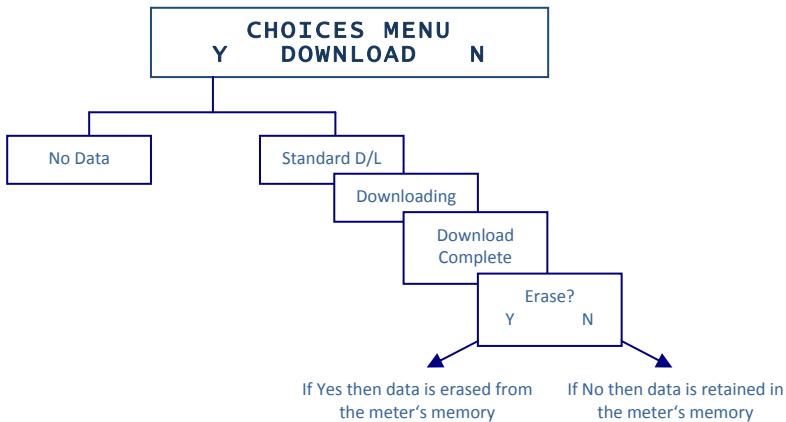 CHOICES MENU
Y DOWNLOAD N
No Data
Standard D/L
Downloading
Download
Complete
Erase?
Y N
If Yes then data is erased from
the meter‘s memory
If No then data is retained in
the meter‘s memory